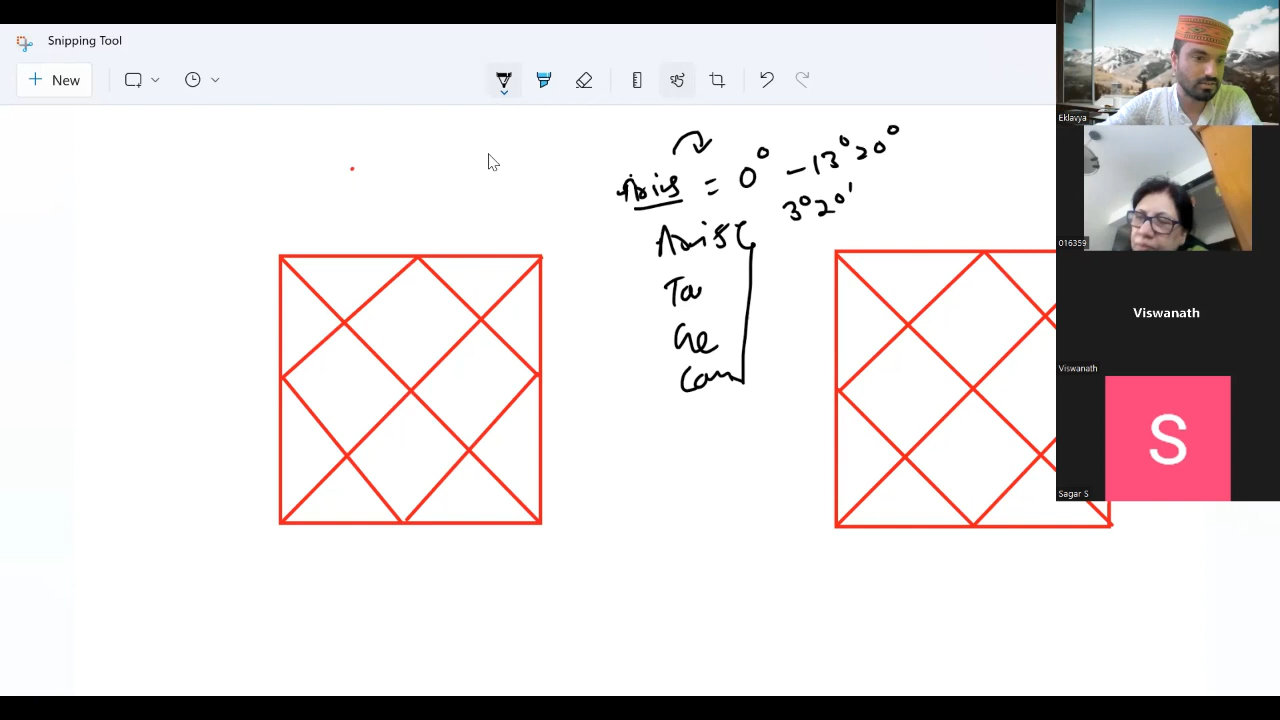 Snipping Tool
New
Aries = 0° - 13°20°
3°20'
Aries
Ta
Ge
Can
Eklavya
016359
Viswanath
Viswanath
S
Sagar S